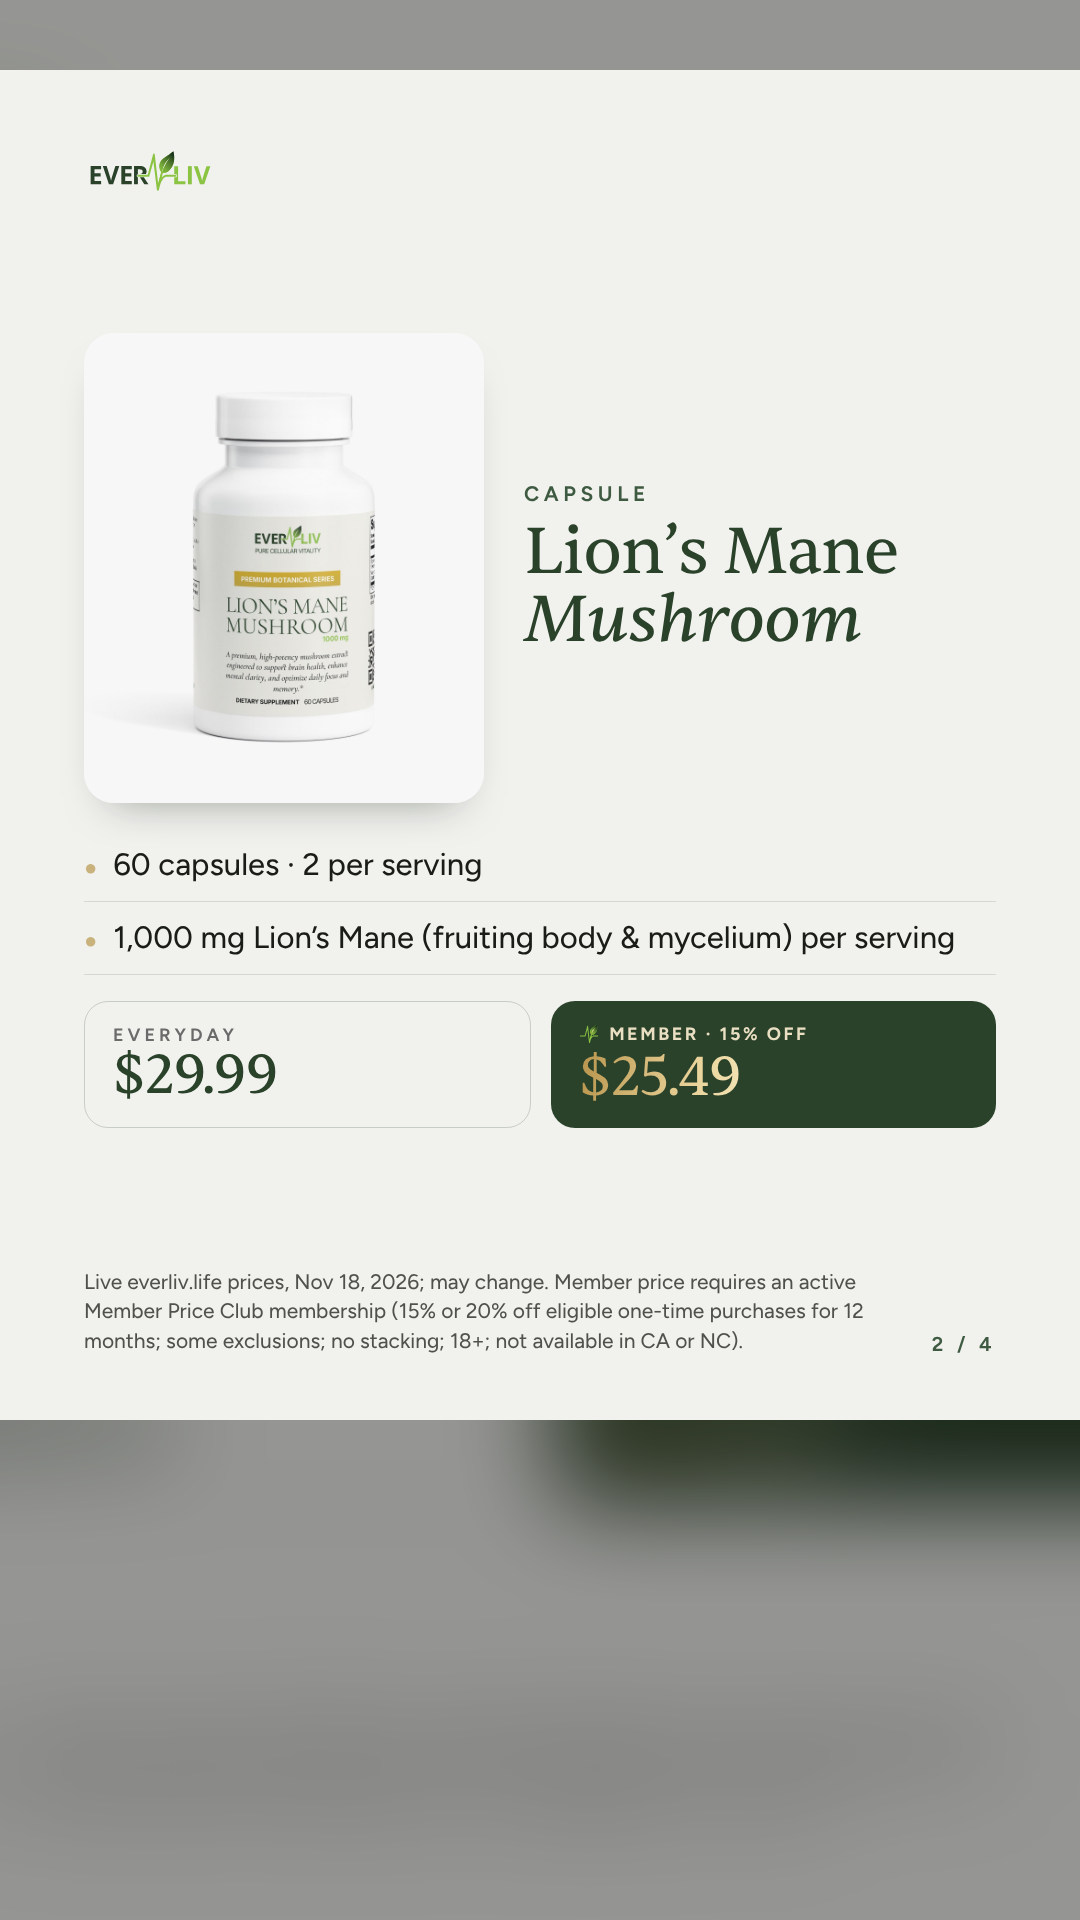 EVERLIV
EVERLIV
PURE CELLULAR VITALITY
PREMIUM BOTANICAL SERIES
LION'S MANE
MUSHROOM
1000 mg
A premium, high-potency mushroom extract
engineered to support brain health, enhance
mental clarity, and optimize daily focus and
memory.*
DIETARY SUPPLEMENT 60 CAPSULES
CAPSULE
Lion’s Mane
Mushroom
• 60 capsules · 2 per serving
• 1,000 mg Lion’s Mane (fruiting body & mycelium) per serving
EVERYDAY
$29.99
MEMBER · 15% OFF
$25.49
Live everliv.life prices, Nov 18, 2026; may change. Member price requires an active
Member Price Club membership (15% or 20% off eligible one-time purchases for 12
months; some exclusions; no stacking; 18+; not available in CA or NC).
2 / 4